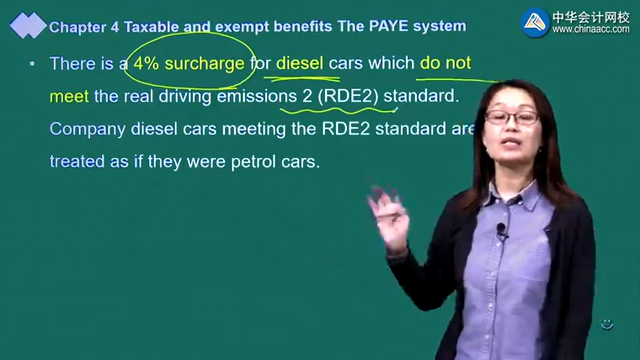 Chapter 4 Taxable and exempt benefits The PAYE system
中华会计网校
www.chinaacc.com
• There is a 4% surcharge for diesel cars which do not
meet the real driving emissions 2 (RDE2) standard.
Company diesel cars meeting the RDE2 standard are
treated as if they were petrol cars.